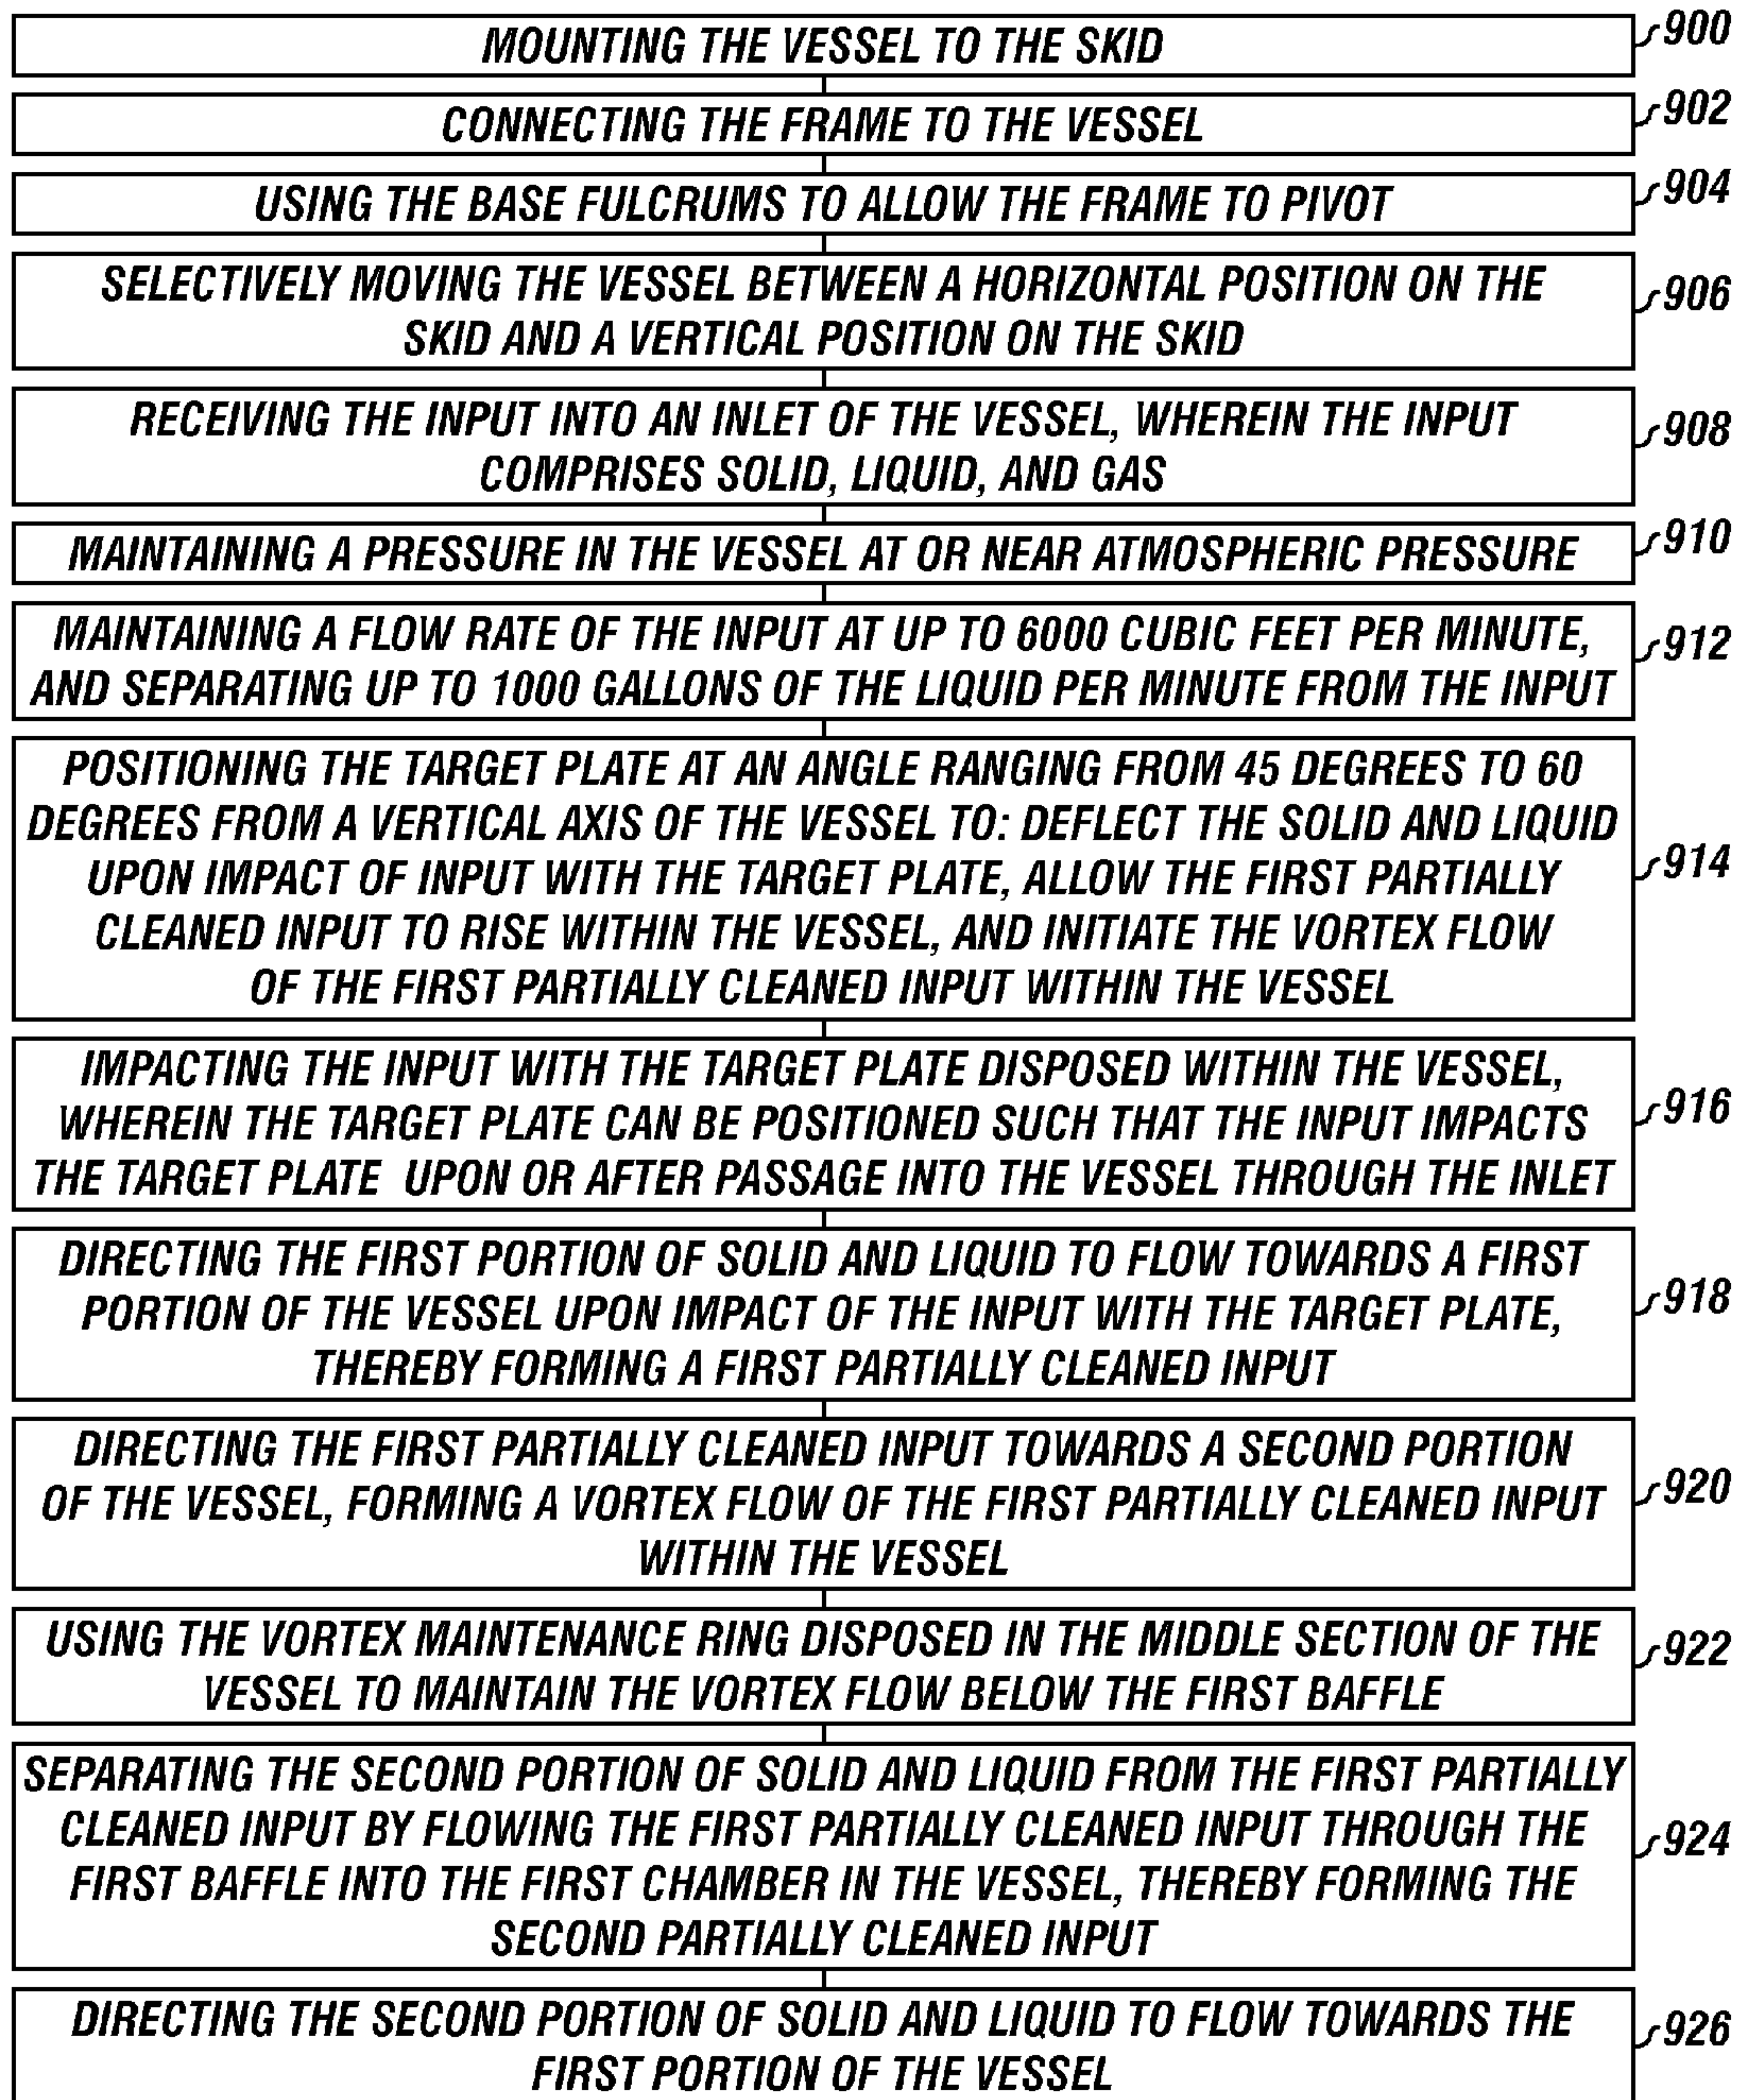 MOUNTING THE VESSEL TO THE SKID
900
CONNECTING THE FRAME TO THE VESSEL
902
USING THE BASE FULCRUMS TO ALLOW THE FRAME TO PIVOT
904
SELECTIVELY MOVING THE VESSEL BETWEEN A HORIZONTAL POSITION ON THE
SKID AND A VERTICAL POSITION ON THE SKID
906
RECEIVING THE INPUT INTO AN INLET OF THE VESSEL, WHEREIN THE INPUT
COMPRISES SOLID, LIQUID, AND GAS
908
MAINTAINING A PRESSURE IN THE VESSEL AT OR NEAR ATMOSPHERIC PRESSURE
910
MAINTAINING A FLOW RATE OF THE INPUT AT UP TO 6000 CUBIC FEET PER MINUTE,
AND SEPARATING UP TO 1000 GALLONS OF THE LIQUID PER MINUTE FROM THE INPUT
912
POSITIONING THE TARGET PLATE AT AN ANGLE RANGING FROM 45 DEGREES TO 60
DEGREES FROM A VERTICAL AXIS OF THE VESSEL TO: DEFLECT THE SOLID AND LIQUID
UPON IMPACT OF INPUT WITH THE TARGET PLATE, ALLOW THE FIRST PARTIALLY
CLEANED INPUT TO RISE WITHIN THE VESSEL, AND INITIATE THE VORTEX FLOW
OF THE FIRST PARTIALLY CLEANED INPUT WITHIN THE VESSEL
914
IMPACTING THE INPUT WITH THE TARGET PLATE DISPOSED WITHIN THE VESSEL,
WHEREIN THE TARGET PLATE CAN BE POSITIONED SUCH THAT THE INPUT IMPACTS
THE TARGET PLATE UPON OR AFTER PASSAGE INTO THE VESSEL THROUGH THE INLET
916
DIRECTING THE FIRST PORTION OF SOLID AND LIQUID TO FLOW TOWARDS A FIRST
PORTION OF THE VESSEL UPON IMPACT OF THE INPUT WITH THE TARGET PLATE,
THEREBY FORMING A FIRST PARTIALLY CLEANED INPUT
918
DIRECTING THE FIRST PARTIALLY CLEANED INPUT TOWARDS A SECOND PORTION
OF THE VESSEL, FORMING A VORTEX FLOW OF THE FIRST PARTIALLY CLEANED INPUT
WITHIN THE VESSEL
920
USING THE VORTEX MAINTENANCE RING DISPOSED IN THE MIDDLE SECTION OF THE
VESSEL TO MAINTAIN THE VORTEX FLOW BELOW THE FIRST BAFFLE
922
SEPARATING THE SECOND PORTION OF SOLID AND LIQUID FROM THE FIRST PARTIALLY
CLEANED INPUT BY FLOWING THE FIRST PARTIALLY CLEANED INPUT THROUGH THE
FIRST BAFFLE INTO THE FIRST CHAMBER IN THE VESSEL, THEREBY FORMING THE
SECOND PARTIALLY CLEANED INPUT
924
DIRECTING THE SECOND PORTION OF SOLID AND LIQUID TO FLOW TOWARDS THE
FIRST PORTION OF THE VESSEL
926